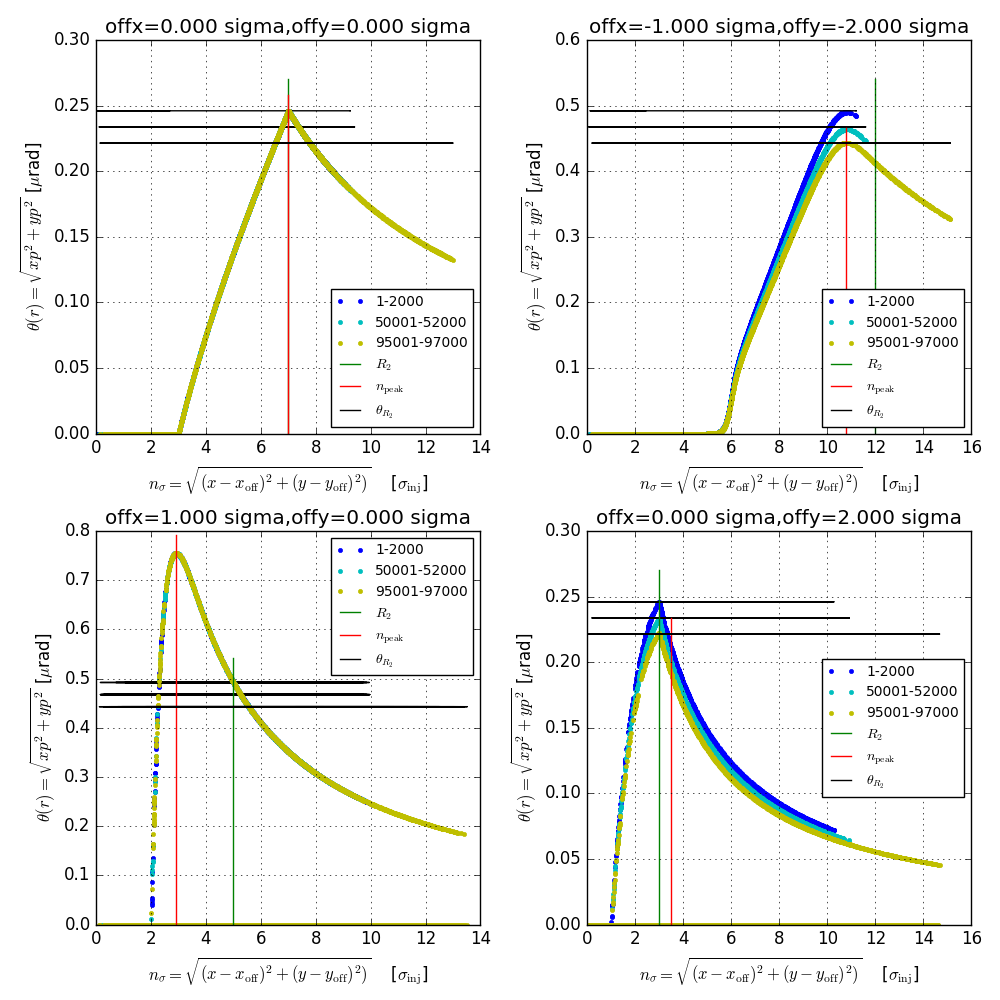 offx=0.000 sigma,offy=0.000 sigma
0.30
0.25
0.20
0.15
0.10
0.05
0.00
θ(r) = √xp² + yp² [μrad]
1-2000
50001-52000
95001-97000
R₂
n_peak
θ_R₂
0 2 4 6 8 10 12 14
n_σ = √(x − x_off)² + (y − y_off)²) [σ_inj]
offx=-1.000 sigma,offy=-2.000 sigma
0.6
0.5
0.4
0.3
0.2
0.1
0.0
θ(r) = √xp² + yp² [μrad]
1-2000
50001-52000
95001-97000
R₂
n_peak
θ_R₂
0 2 4 6 8 10 12 14 16
n_σ = √(x − x_off)² + (y − y_off)²) [σ_inj]
offx=1.000 sigma,offy=0.000 sigma
0.8
0.7
0.6
0.5
0.4
0.3
0.2
0.1
0.0
θ(r) = √xp² + yp² [μrad]
1-2000
50001-52000
95001-97000
R₂
n_peak
θ_R₂
0 2 4 6 8 10 12 14
n_σ = √(x − x_off)² + (y − y_off)²) [σ_inj]
offx=0.000 sigma,offy=2.000 sigma
0.30
0.25
0.20
0.15
0.10
0.05
0.00
θ(r) = √xp² + yp² [μrad]
1-2000
50001-52000
95001-97000
R₂
n_peak
θ_R₂
0 2 4 6 8 10 12 14 16
n_σ = √(x − x_off)² + (y − y_off)²) [σ_inj]